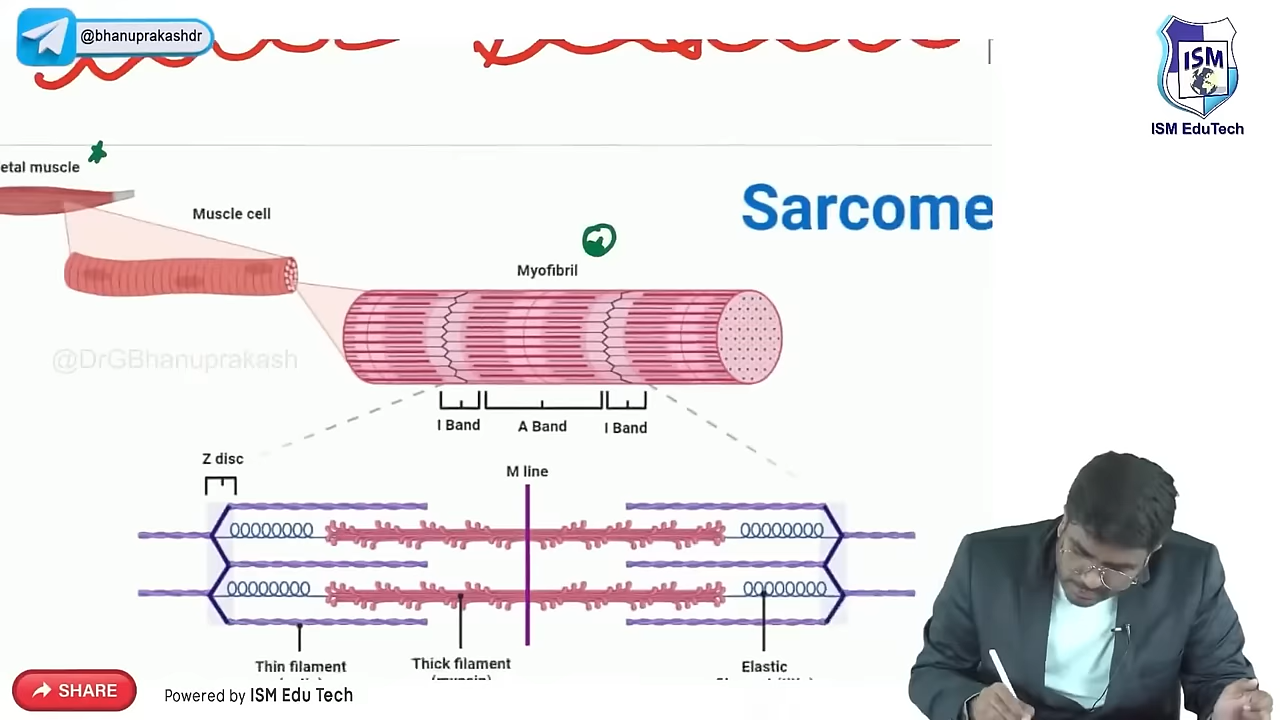 @bhanuprakashdr
ISM
ISM EduTech
etal muscle
Muscle cell
Sarcome
Myofibril
@DrGBhanuprakash
I Band
A Band
I Band
Z disc
M line
Thin filament
Thick filament
Elastic
SHARE
Powered by ISM Edu Tech